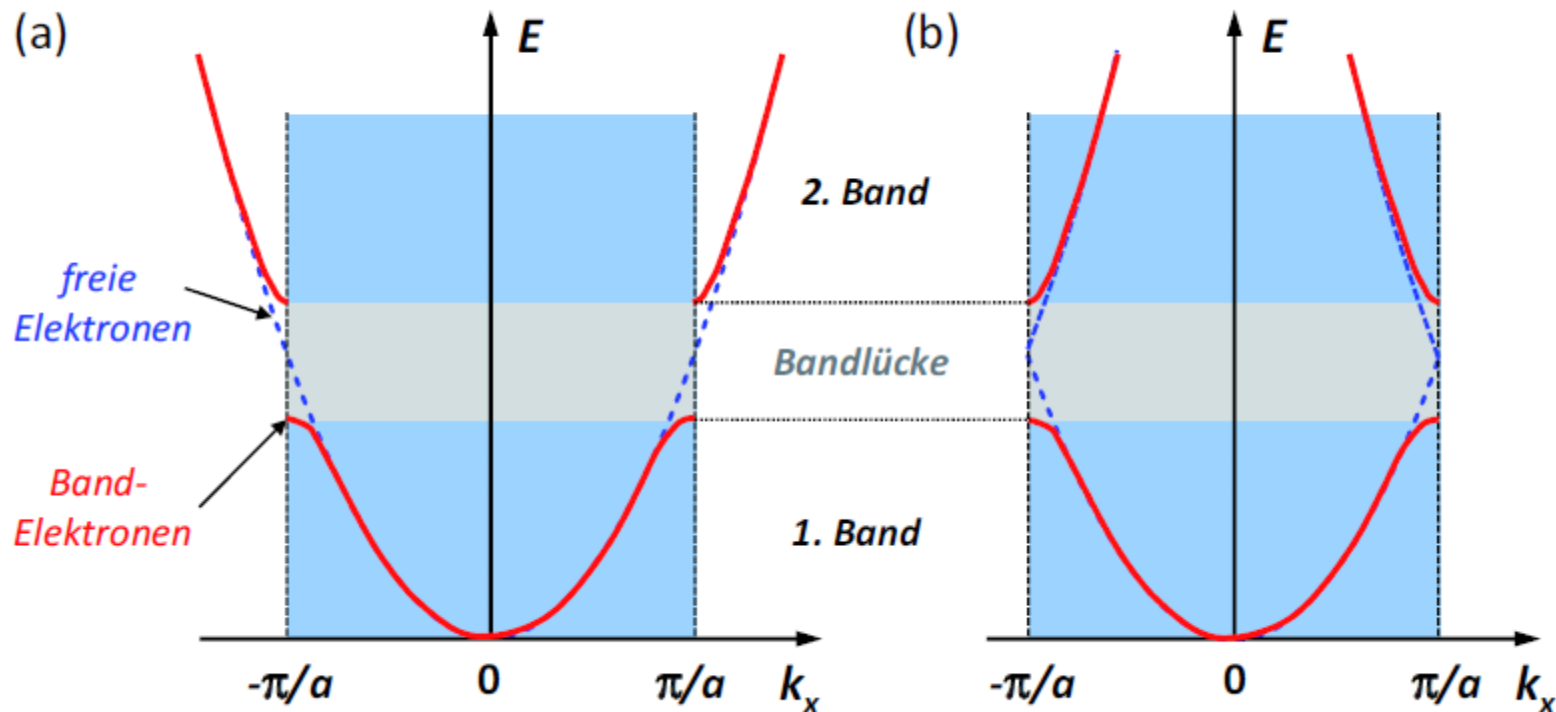 (a)
E
(b)
E
2. Band
freie
Elektronen
Bandlücke
Band-
Elektronen
1. Band
-π/a
0
π/a
kₓ
-π/a
0
π/a
kₓ